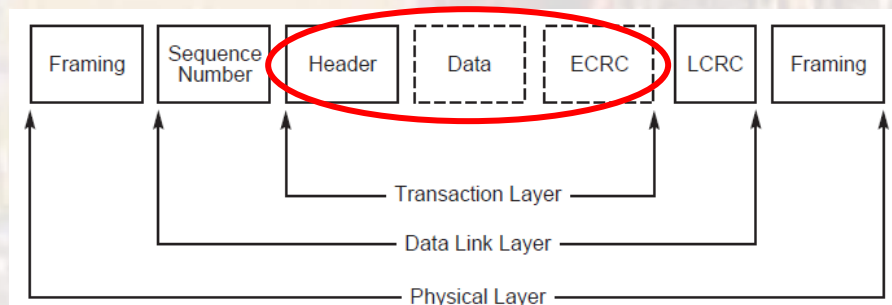 Framing
Sequence
Number
Header
Data
ECRC
LCRC
Framing
Transaction Layer
Data Link Layer
Physical Layer